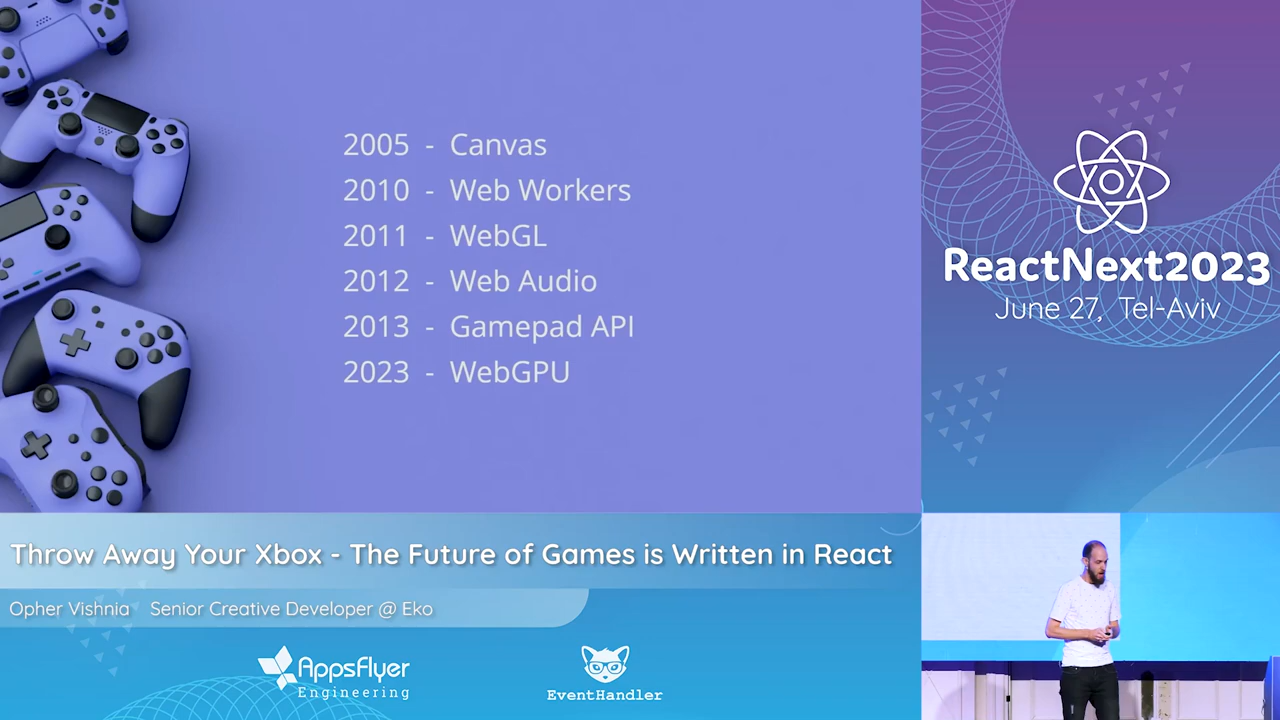 2005 - Canvas
2010 - Web Workers
2011 - WebGL
2012 - Web Audio
2013 - Gamepad API
2023 - WebGPU
ReactNext2023
June 27, Tel-Aviv
Throw Away Your Xbox - The Future of Games is Written in React
Opher Vishnia Senior Creative Developer @ Eko
AppsFlyer
Engineering
EventHandler